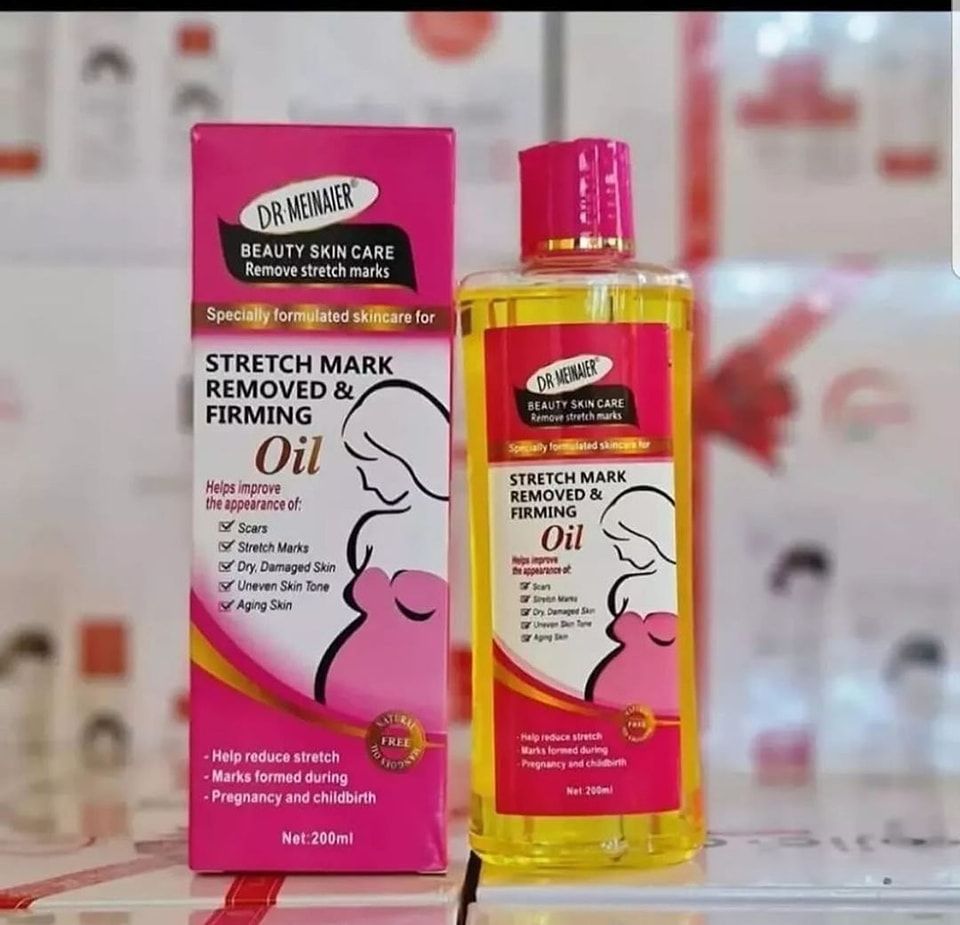 DR·MEINAIER®
BEAUTY SKIN CARE
Remove stretch marks
Specially formulated skincare for
STRETCH MARK
REMOVED &
FIRMING
Oil
Helps improve
the appearance of:
Scars
Stretch Marks
Dry, Damaged Skin
Uneven Skin Tone
Aging Skin
NATURAL
FREE
- Help reduce stretch
- Marks formed during
- Pregnancy and childbirth
Net:200ml
DR·MEINAIER®
BEAUTY SKIN CARE
Remove stretch marks
Specially formulated skincare for
STRETCH MARK
REMOVED &
FIRMING
Oil
Helps improve
the appearance of:
Scars
Stretch Marks
Dry, Damaged Skin
Uneven Skin Tone
Aging Skin
FREE
- Help reduce stretch
- Marks formed during
- Pregnancy and childbirth
Net:200ml